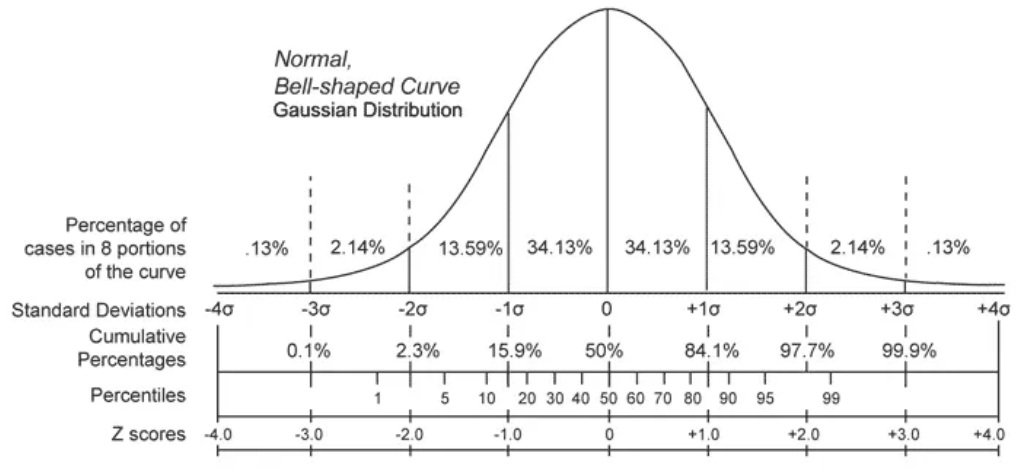 Normal,
Bell-shaped Curve
Gaussian Distribution
Percentage of
cases in 8 portions
of the curve
.13% 2.14% 13.59% 34.13% 34.13% 13.59% 2.14% .13%
Standard Deviations -4σ -3σ -2σ -1σ 0 +1σ +2σ +3σ +4σ
Cumulative
Percentages 0.1% 2.3% 15.9% 50% 84.1% 97.7% 99.9%
Percentiles 1 5 10 20 30 40 50 60 70 80 90 95 99
Z scores -4.0 -3.0 -2.0 -1.0 0 +1.0 +2.0 +3.0 +4.0